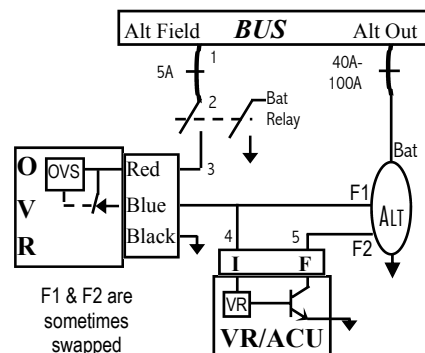 Alt Field BUS Alt Out
5A
1
40A-
100A
2
Bat
Relay
3
Bat
O
V
R
OVS
Red
Blue
Black
F1
ALT
F2
4
5
I F
VR
VR/ACU
F1 & F2 are
sometimes
swapped